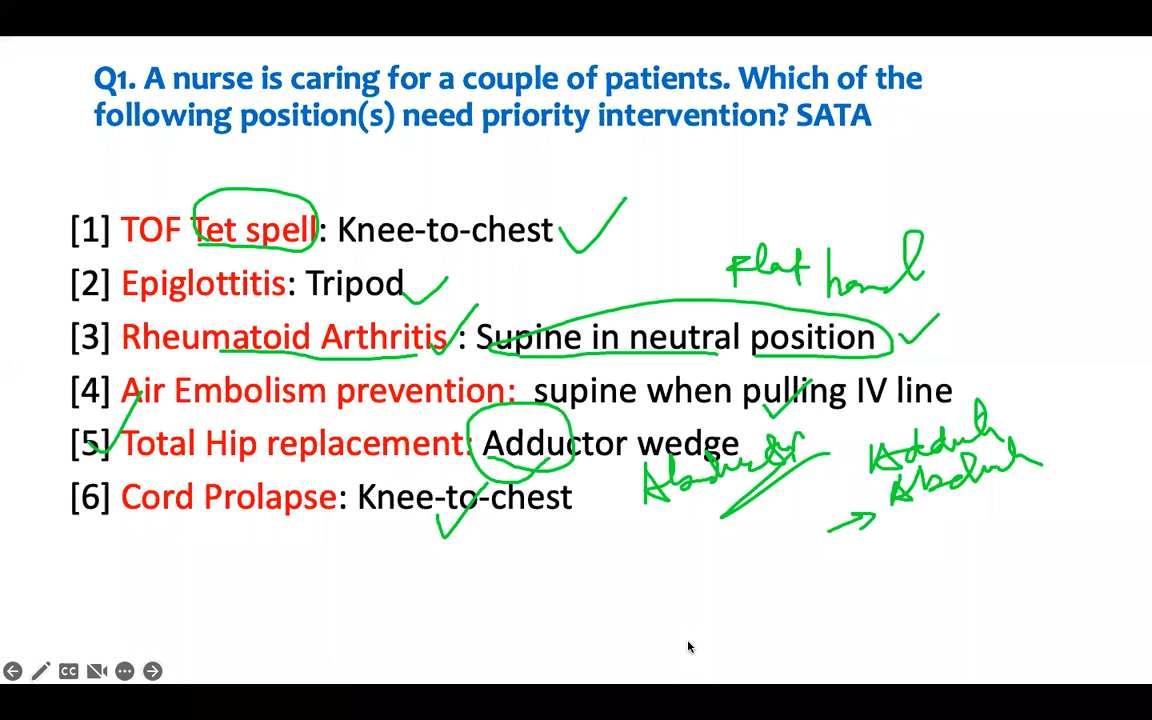 Q1. A nurse is caring for a couple of patients. Which of the
following position(s) need priority intervention? SATA
[1] TOF Tet spell: Knee-to-chest
[2] Epiglottitis: Tripod
Flat hand
[3] Rheumatoid Arthritis : Supine in neutral position
[4] Air Embolism prevention: supine when pulling IV line
[5] Total Hip replacement: Adductor wedge
[6] Cord Prolapse: Knee-to-chest
CC